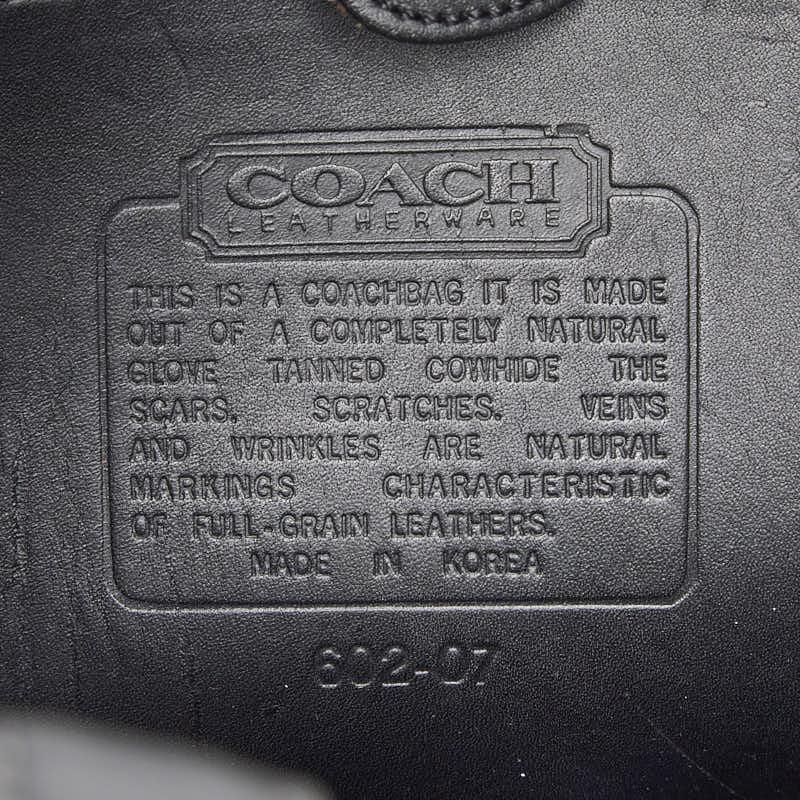 COACH
LEATHERWARE
THIS IS A COACHBAG IT IS MADE
OUT OF A COMPLETELY NATURAL
GLOVE TANNED COWHIDE THE
SCARS, SCRATCHES, VEINS
AND WRINKLES ARE NATURAL
MARKINGS CHARACTERISTIC
OF FULL-GRAIN LEATHERS.
MADE IN KOREA
602-07